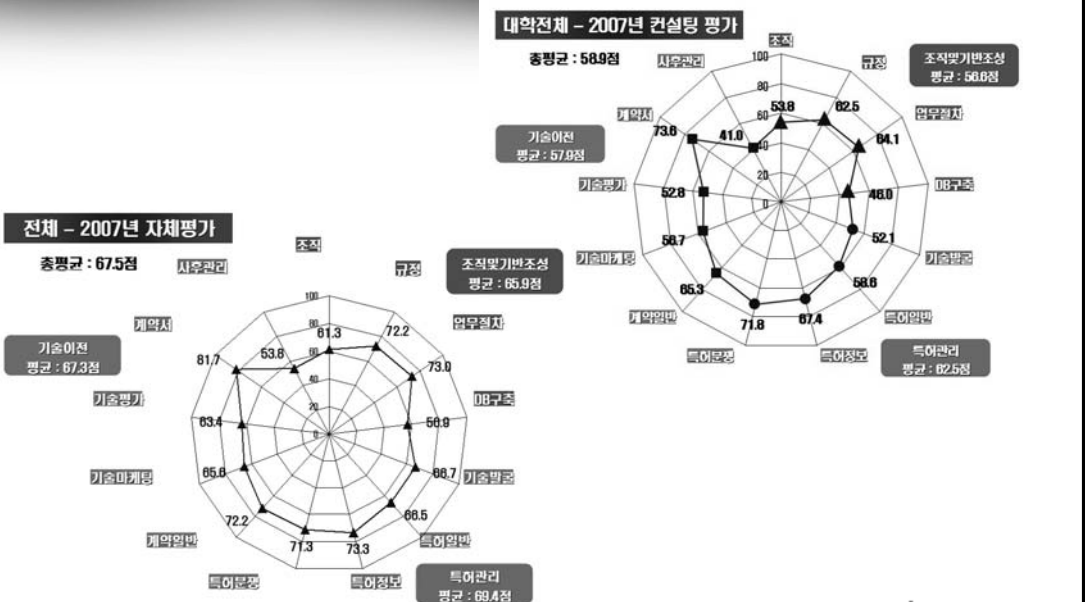 대학전체 – 2007년 컨설팅 평가
총평균 : 58.9점
조직
사후관리
규정
조직및기반조성
평균 : 56.6점
100
80
60
40
20
0
계약서
업무절차
53.8
62.5
73.6
41.0
64.1
기술이전
평균 : 57.9점
기술평가
52.8
46.0
DB구축
56.7
52.1
기술마케팅
기술발굴
65.3
58.6
계약일반
71.8
67.4
특허일반
특허분쟁
특허정보
특허관리
평균 : 62.5점
전체 – 2007년 자체평가
총평균 : 67.5점
조직
사후관리
규정
조직및기반조성
평균 : 65.9점
100
80
60
40
20
0
계약서
업무절차
61.3
72.2
81.7
53.8
73.0
기술이전
평균 : 67.3점
기술평가
DB구축
63.4
56.9
기술마케팅
65.6
66.7
기술발굴
72.2
66.5
계약일반
특허일반
71.3
73.3
특허분쟁
특허정보
특허관리
평균 : 69.4점